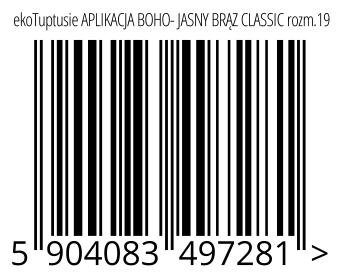 ekoTuptusie APLIKACJA BOHO- JASNY BRĄZ CLASSIC rozm.19
5 904083 497281 >